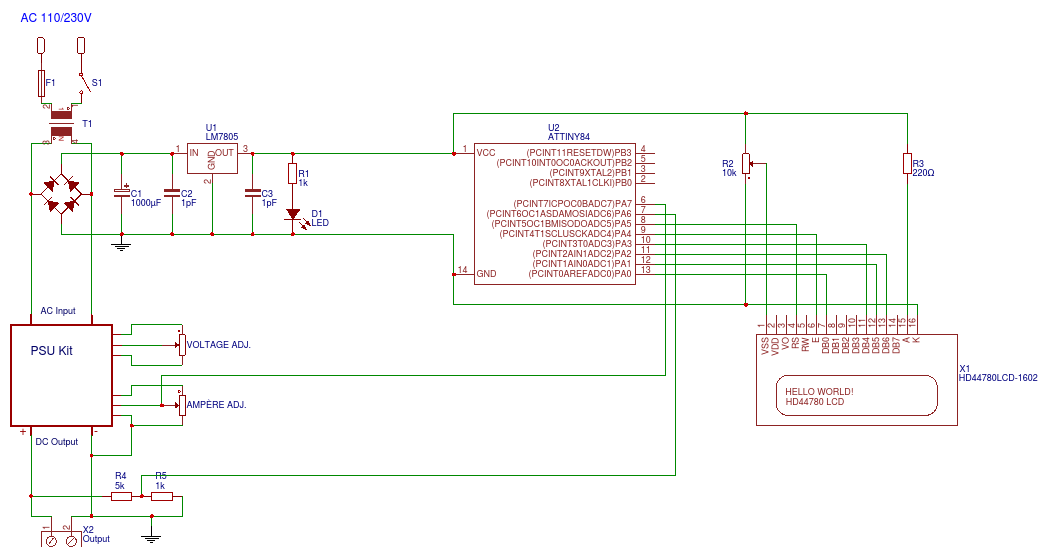 AC 110/230V
F1
S1
2
1
T1
3
4
U1
LM7805
1
IN
OUT
3
GND
2
C1
1000µF
C2
1pF
C3
1pF
R1
1k
D1
LED
U2
ATTINY84
1
VCC
14
GND
(PCINT11RESETDW)PB3
4
(PCINT10INT0OC0ACKOUT)PB2
5
(PCINT9XTAL2)PB1
3
(PCINT8XTAL1CLKI)PB0
2
(PCINT7ICPOC0BADC7)PA7
6
(PCINT6OC1ASDAMOSIADC6)PA6
7
(PCINT5OC1BMISODOADC5)PA5
8
(PCINT4T1SCLUSCKADC4)PA4
9
(PCINT3T0ADC3)PA3
10
(PCINT2AIN1ADC2)PA2
11
(PCINT1AIN0ADC1)PA1
12
(PCINT0AREFADC0)PA0
13
R2
10k
R3
220Ω
1 2 3 4 5 6 7 8 9 10 11 12 13 14 15 16
VSS VDD VO RS RW E DB0 DB1 DB2 DB3 DB4 DB5 DB6 DB7 A K
X1
HD44780LCD-1602
HELLO WORLD!
HD44780 LCD
AC Input
PSU Kit
VOLTAGE ADJ.
AMPÈRE ADJ.
+
DC Output
-
R4
5k
R5
1k
1
2
X2
Output